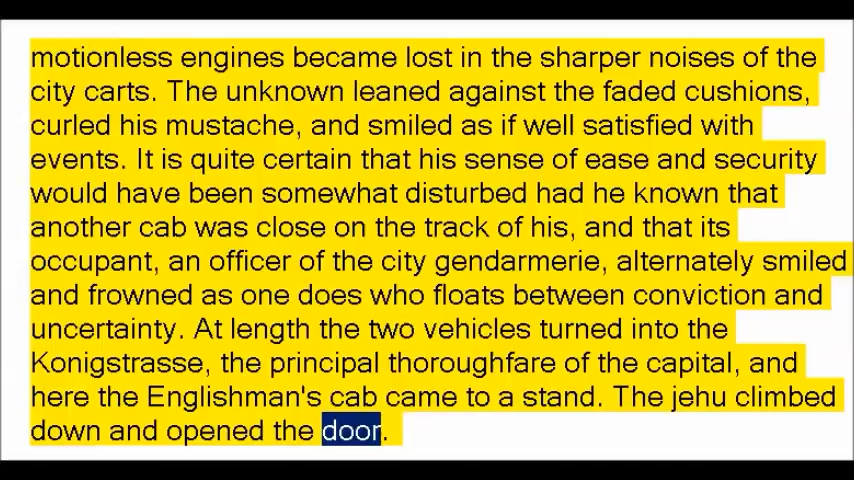 motionless engines became lost in the sharper noises of the
city carts. The unknown leaned against the faded cushions,
curled his mustache, and smiled as if well satisfied with
events. It is quite certain that his sense of ease and security
would have been somewhat disturbed had he known that
another cab was close on the track of his, and that its
occupant, an officer of the city gendarmerie, alternately smiled
and frowned as one does who floats between conviction and
uncertainty. At length the two vehicles turned into the
Konigstrasse, the principal thoroughfare of the capital, and
here the Englishman's cab came to a stand. The jehu climbed
down and opened the door.